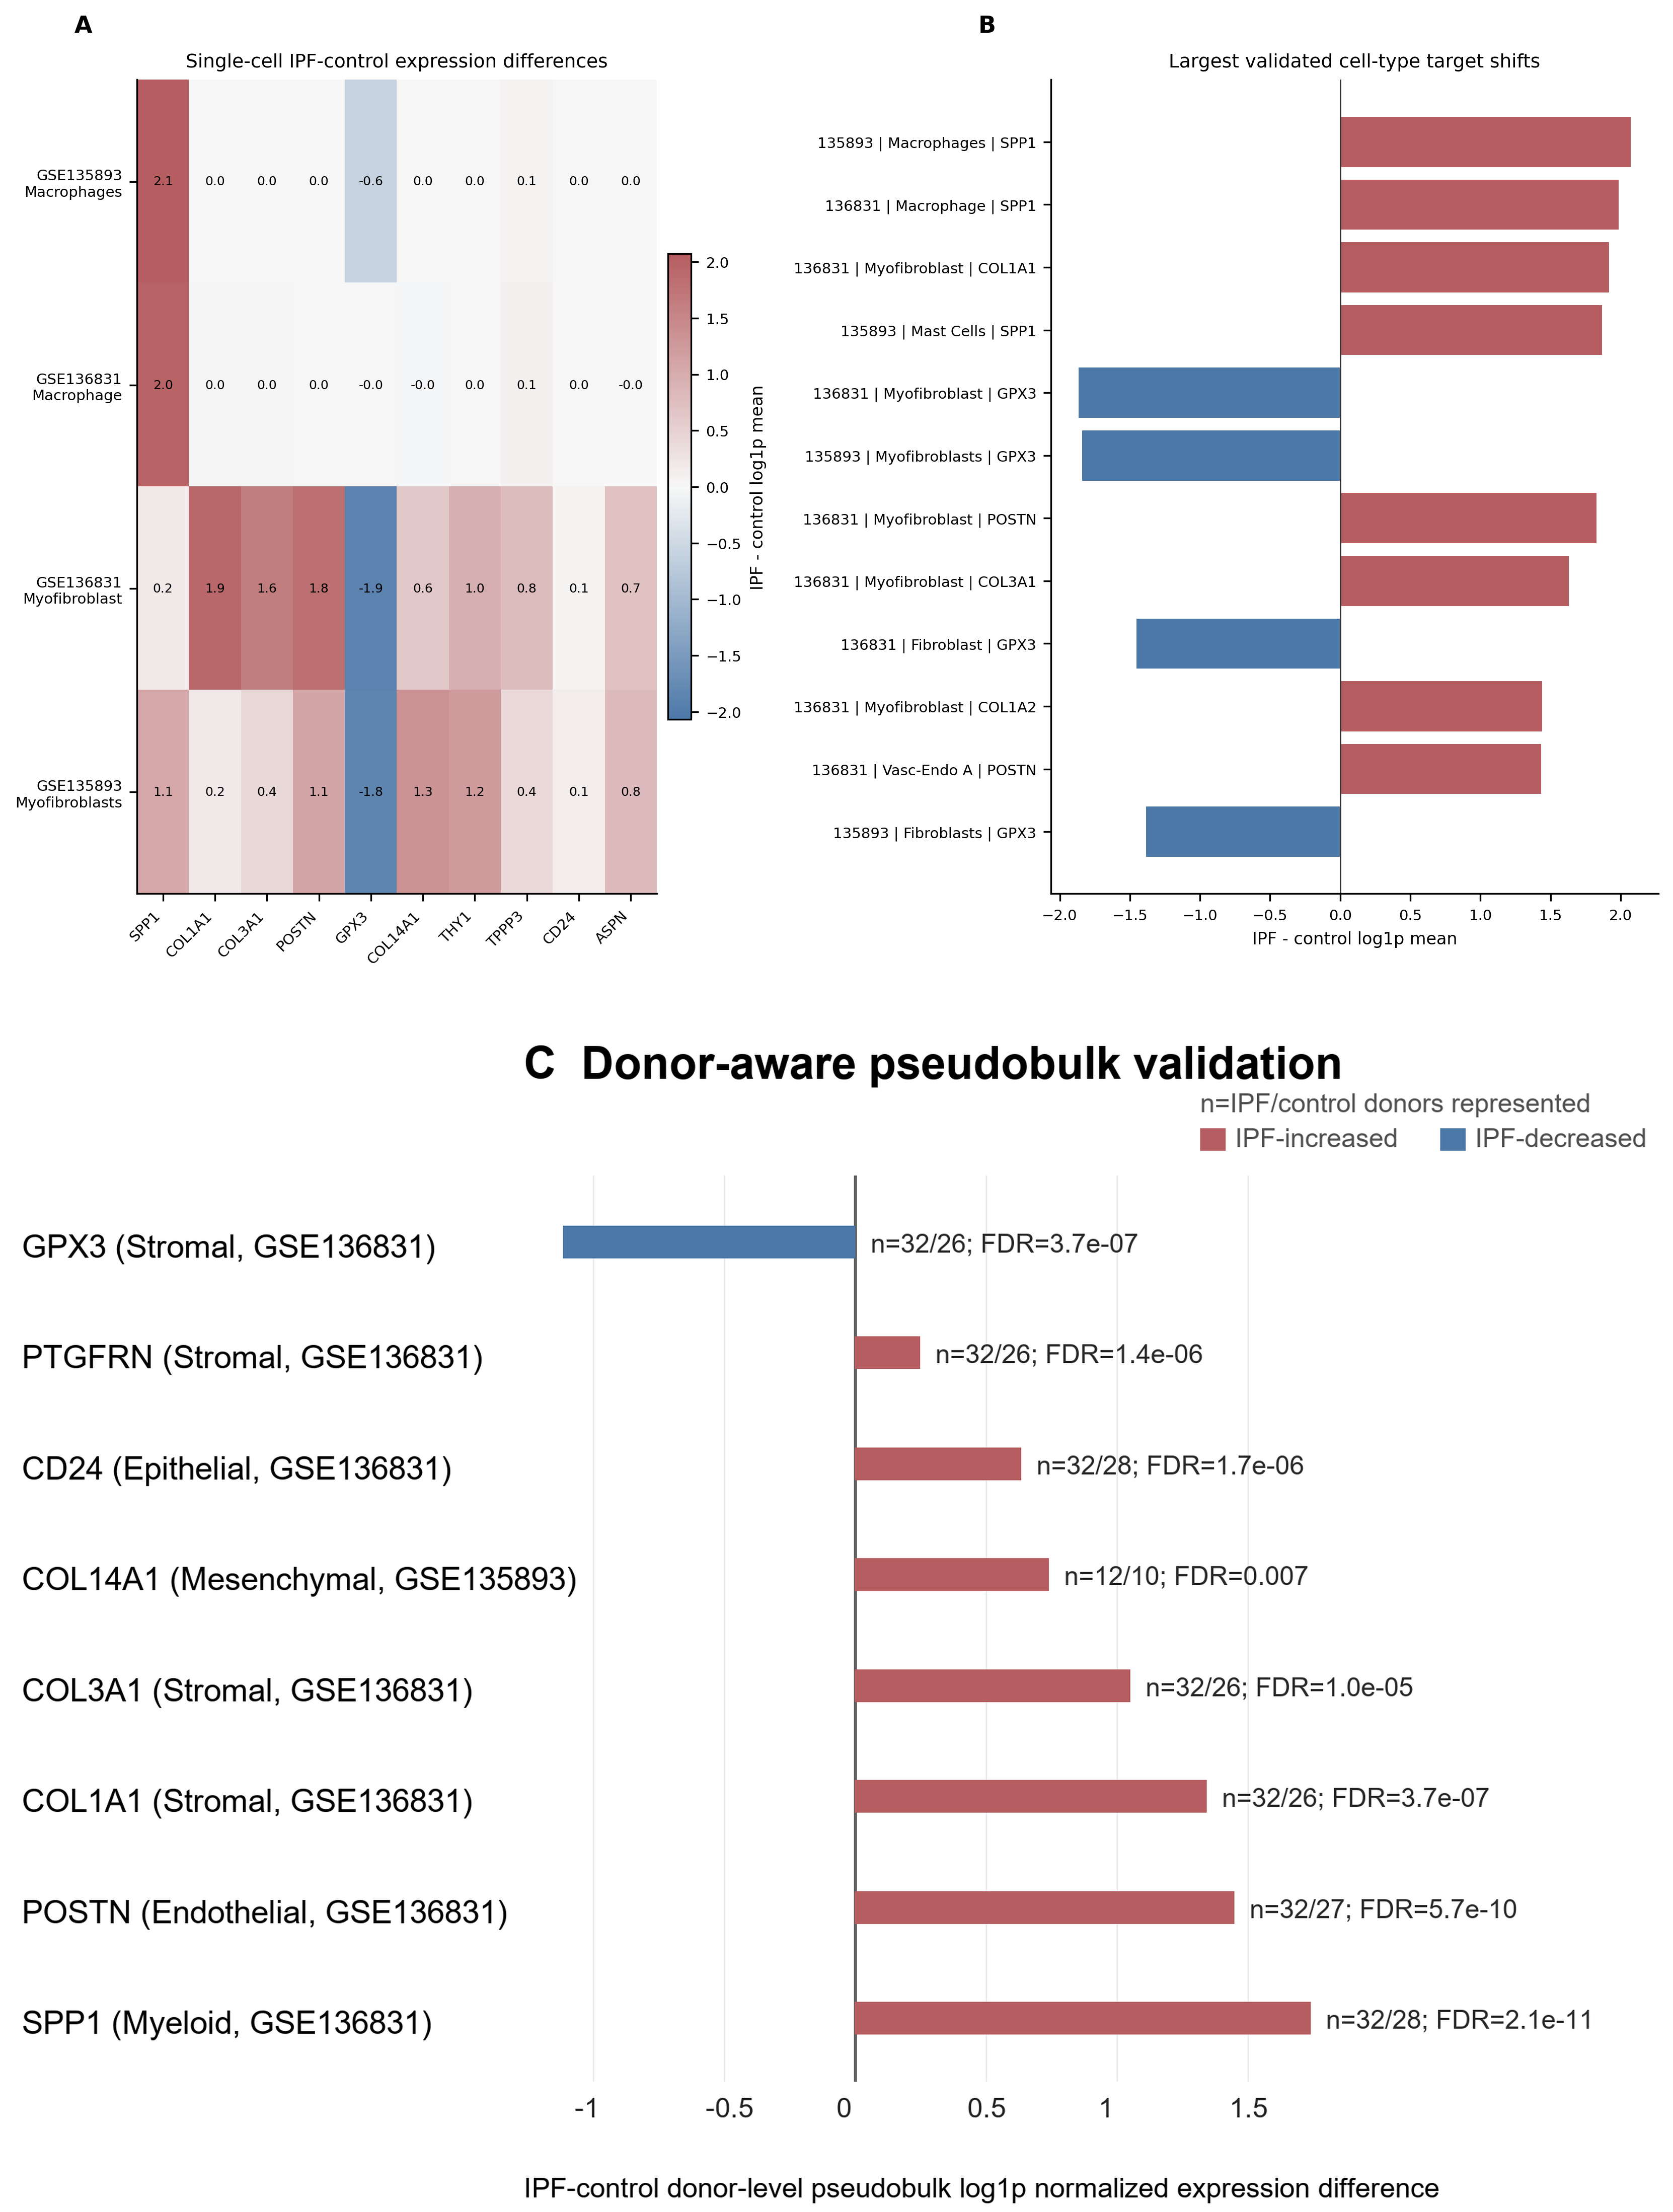 A
Single-cell IPF-control expression differences
GSE135893
Macrophages
2.1 0.0 0.0 0.0 -0.6 0.0 0.0 0.1 0.0 0.0
GSE136831
Macrophage
2.0 0.0 0.0 0.0 -0.0 -0.0 0.0 0.1 0.0 -0.0
GSE136831
Myofibroblast
0.2 1.9 1.6 1.8 -1.9 0.6 1.0 0.8 0.1 0.7
GSE135893
Myofibroblasts
1.1 0.2 0.4 1.1 -1.8 1.3 1.2 0.4 0.1 0.8
SPP1
COL1A1
COL3A1
POSTN
GPX3
COL14A1
THY1
TPPP3
CD24
ASPN
2.0
1.5
1.0
0.5
0.0
−0.5
−1.0
−1.5
−2.0
IPF - control log1p mean
B
Largest validated cell-type target shifts
135893 | Macrophages | SPP1
136831 | Macrophage | SPP1
136831 | Myofibroblast | COL1A1
135893 | Mast Cells | SPP1
136831 | Myofibroblast | GPX3
135893 | Myofibroblasts | GPX3
136831 | Myofibroblast | POSTN
136831 | Myofibroblast | COL3A1
136831 | Fibroblast | GPX3
136831 | Myofibroblast | COL1A2
136831 | Vasc-Endo A | POSTN
135893 | Fibroblasts | GPX3
−2.0 −1.5 −1.0 −0.5 0.0 0.5 1.0 1.5 2.0
IPF - control log1p mean
C Donor-aware pseudobulk validation
n=IPF/control donors represented
IPF-increased IPF-decreased
GPX3 (Stromal, GSE136831) n=32/26; FDR=3.7e-07
PTGFRN (Stromal, GSE136831) n=32/26; FDR=1.4e-06
CD24 (Epithelial, GSE136831) n=32/28; FDR=1.7e-06
COL14A1 (Mesenchymal, GSE135893) n=12/10; FDR=0.007
COL3A1 (Stromal, GSE136831) n=32/26; FDR=1.0e-05
COL1A1 (Stromal, GSE136831) n=32/26; FDR=3.7e-07
POSTN (Endothelial, GSE136831) n=32/27; FDR=5.7e-10
SPP1 (Myeloid, GSE136831) n=32/28; FDR=2.1e-11
-1 -0.5 0 0.5 1 1.5
IPF-control donor-level pseudobulk log1p normalized expression difference